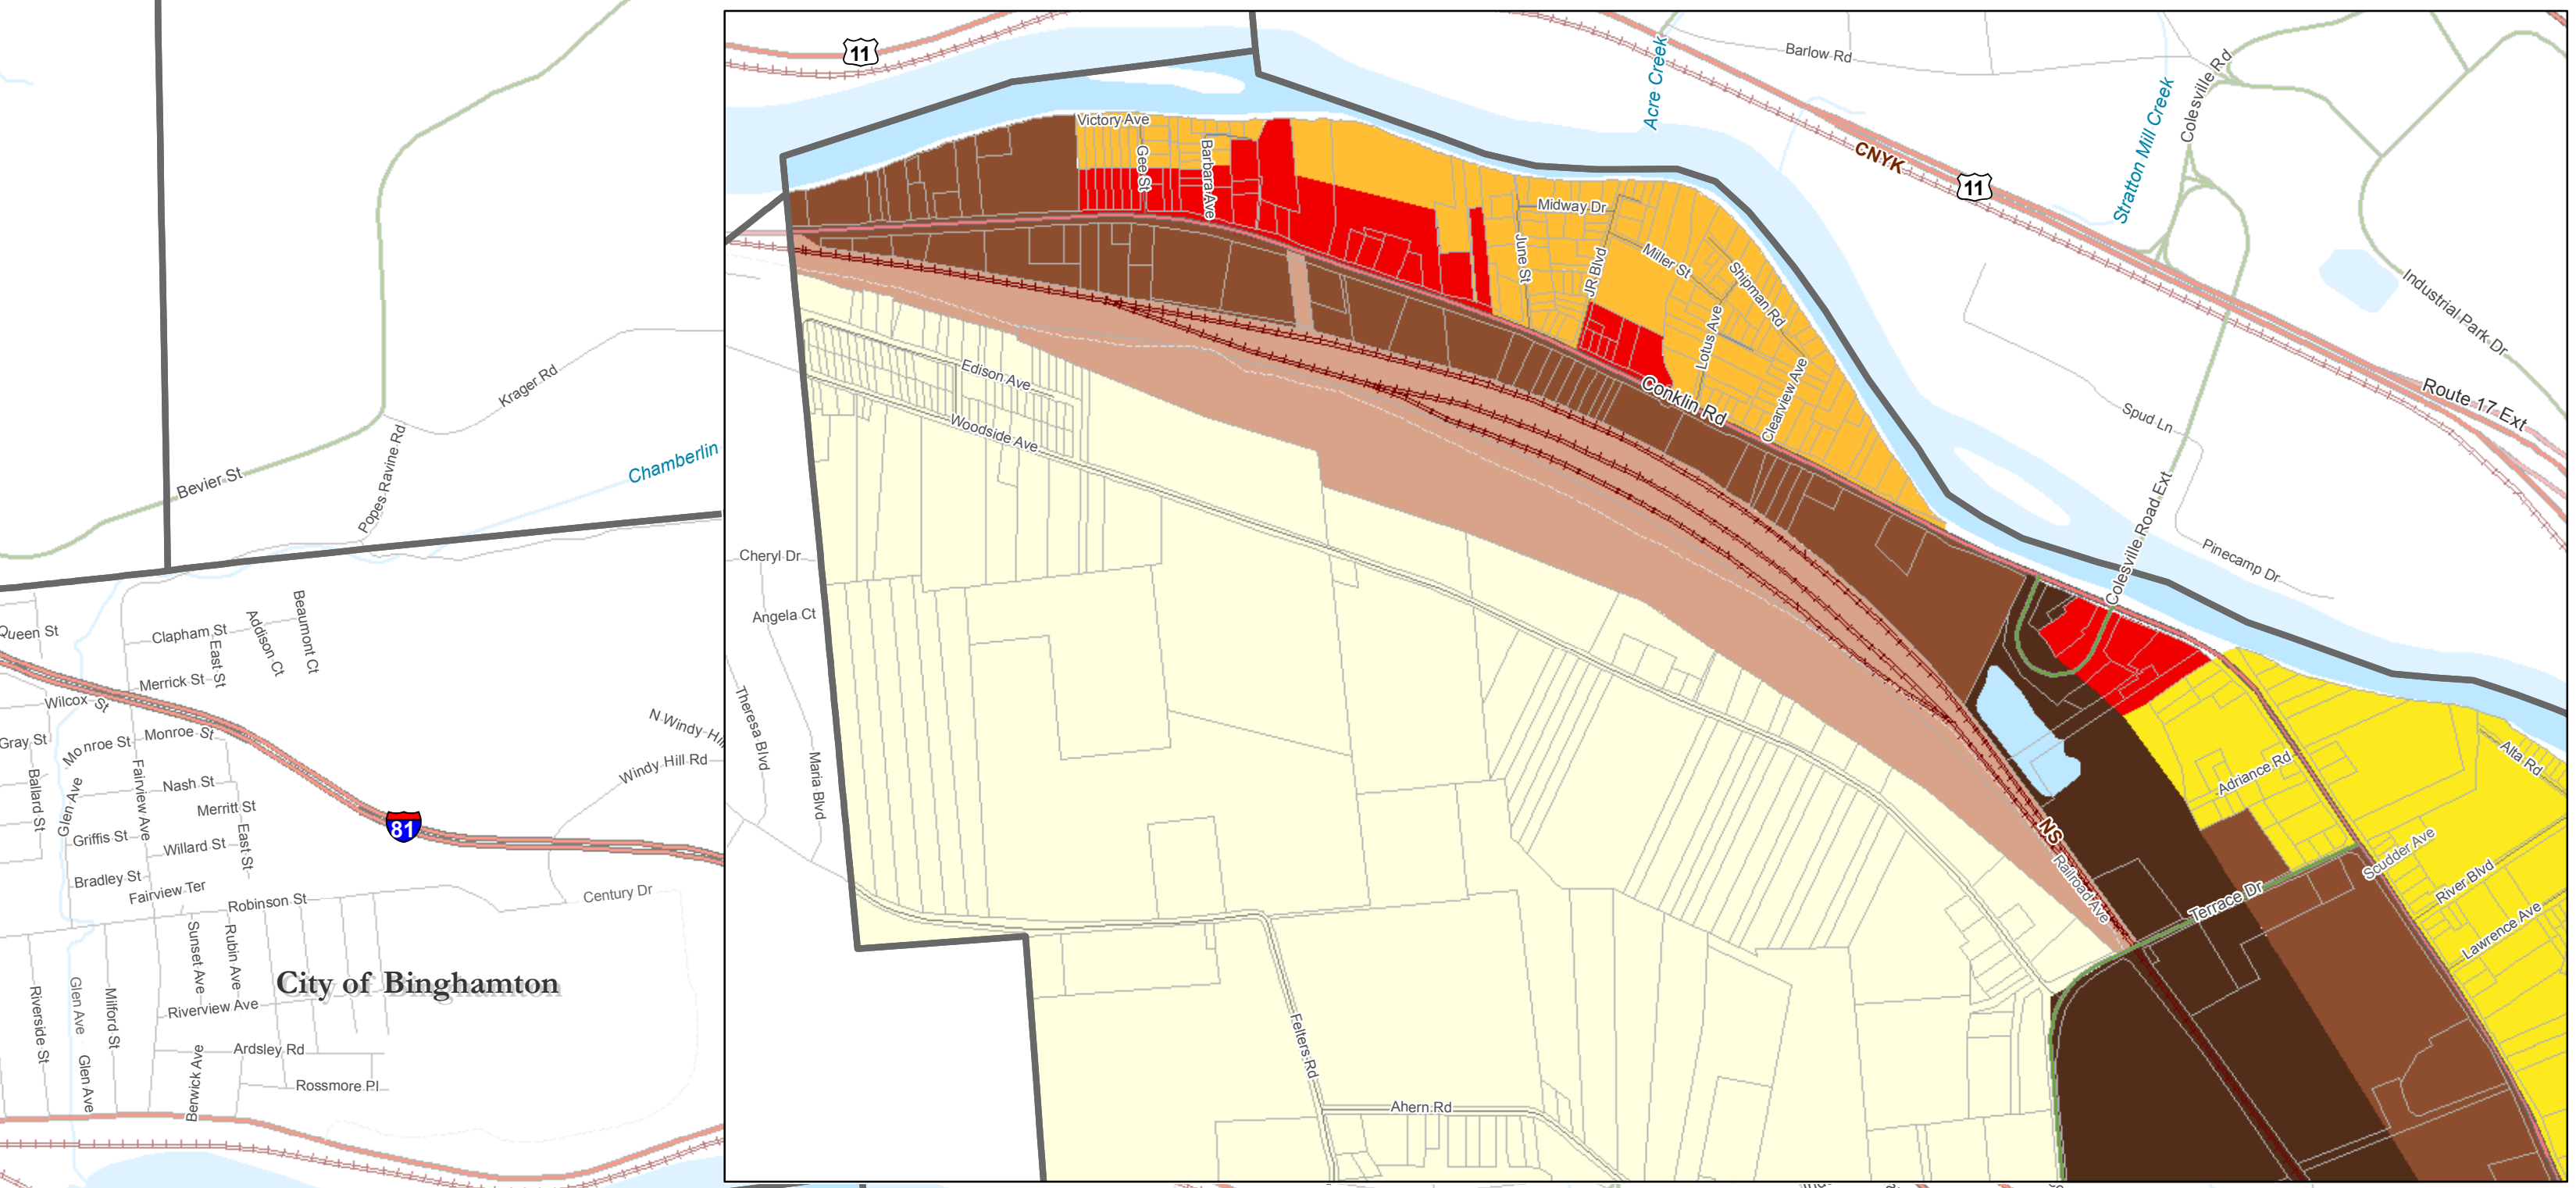 Bevier St
Krager Rd
Popes Ravine Rd
Chamberlin
Queen St
Clapham St
East St
Addison Ct
Beaumont Ct
Merrick St
Wilcox St
Gray St
Monroe St
Monroe St
N Windy Hil
Windy Hill Rd
Theresa Blvd
Maria Blvd
Ballard St
Glen Ave
Fairview Ave
Nash St
Merritt St
East St
81
Griffis St
Willard St
Bradley St
Fairview Ter
Robinson St
Century Dr
Sunset Ave
Rubin Ave
City of Binghamton
Riverside St
Glen Ave
Milford St
Riverview Ave
Glen Ave
Berwick Ave
Ardsley Rd
Rossmore Pl
11
Acre Creek
Barlow Rd
Colesville Rd
Stratton Mill Creek
CNYK
11
Victory Ave
Gee St
Barbara Ave
Midway Dr
June St
JR Blvd
Miller St
Shipman Rd
Lotus Ave
Clearview Ave
Conklin Rd
Industrial Park Dr
Route 17 Ext
Spud Ln
Colesville Road Ext
Pinecamp Dr
Edison Ave
Woodside Ave
Cheryl Dr
Angela Ct
Alta Rd
Adriance Rd
NS
Railroad Ave
Terrace Dr
Scudder Ave
River Blvd
Lawrence Ave
Felters Rd
Ahern Rd